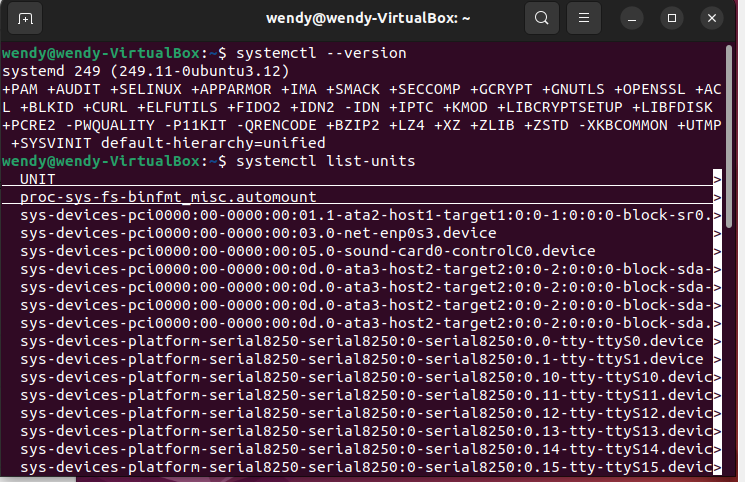 wendy@wendy-VirtualBox: ~
wendy@wendy-VirtualBox:~$ systemctl --version
systemd 249 (249.11-0ubuntu3.12)
+PAM +AUDIT +SELINUX +APPARMOR +IMA +SMACK +SECCOMP +GCRYPT +GNUTLS +OPENSSL +AC
L +BLKID +CURL +ELFUTILS +FIDO2 +IDN2 -IDN +IPTC +KMOD +LIBCRYPTSETUP +LIBFDISK
+PCRE2 -PWQUALITY -P11KIT -QRENCODE +BZIP2 +LZ4 +XZ +ZLIB +ZSTD -XKBCOMMON +UTMP
+SYSVINIT default-hierarchy=unified
wendy@wendy-VirtualBox:~$ systemctl list-units
UNIT >
proc-sys-fs-binfmt_misc.automount >
sys-devices-pci0000:00-0000:00:01.1-ata2-host1-target1:0:0-1:0:0:0-block-sr0.>
sys-devices-pci0000:00-0000:00:03.0-net-enp0s3.device >
sys-devices-pci0000:00-0000:00:05.0-sound-card0-controlC0.device >
sys-devices-pci0000:00-0000:00:0d.0-ata3-host2-target2:0:0-2:0:0:0-block-sda->
sys-devices-pci0000:00-0000:00:0d.0-ata3-host2-target2:0:0-2:0:0:0-block-sda->
sys-devices-pci0000:00-0000:00:0d.0-ata3-host2-target2:0:0-2:0:0:0-block-sda->
sys-devices-pci0000:00-0000:00:0d.0-ata3-host2-target2:0:0-2:0:0:0-block-sda.>
sys-devices-platform-serial8250-serial8250:0-serial8250:0.0-tty-ttyS0.device >
sys-devices-platform-serial8250-serial8250:0-serial8250:0.1-tty-ttyS1.device >
sys-devices-platform-serial8250-serial8250:0-serial8250:0.10-tty-ttyS10.devic>
sys-devices-platform-serial8250-serial8250:0-serial8250:0.11-tty-ttyS11.devic>
sys-devices-platform-serial8250-serial8250:0-serial8250:0.12-tty-ttyS12.devic>
sys-devices-platform-serial8250-serial8250:0-serial8250:0.13-tty-ttyS13.devic>
sys-devices-platform-serial8250-serial8250:0-serial8250:0.14-tty-ttyS14.devic>
sys-devices-platform-serial8250-serial8250:0-serial8250:0.15-tty-ttyS15.devic>